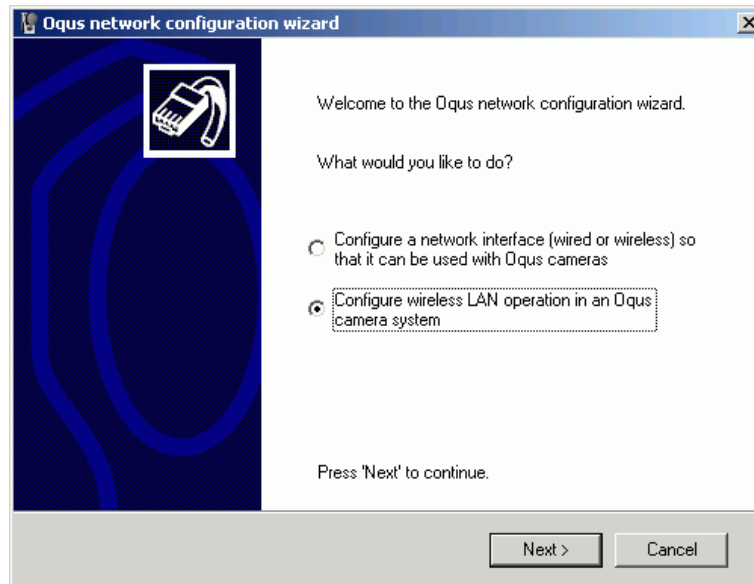 Oqus network configuration wizard
Welcome to the Oqus network configuration wizard.
What would you like to do?
Configure a network interface (wired or wireless) so
that it can be used with Oqus cameras
Configure wireless LAN operation in an Oqus
camera system
Press 'Next' to continue.
Next >
Cancel